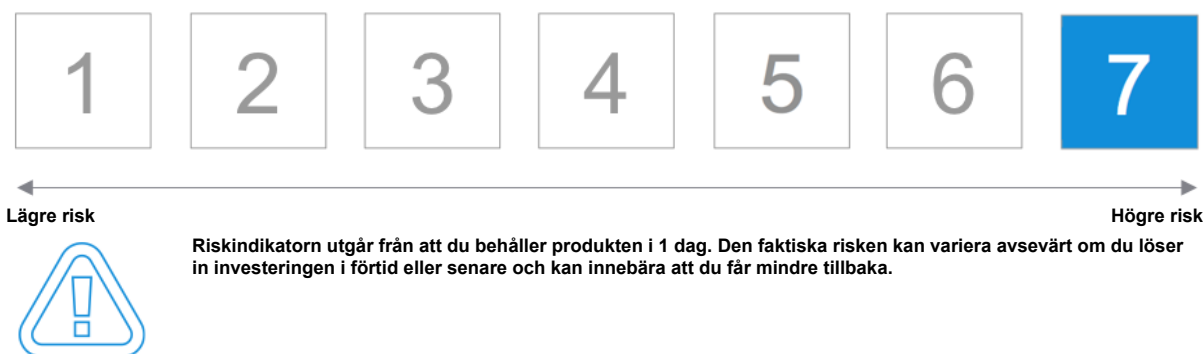 1 2 3 4 5 6 7
Lägre risk Högre risk
Riskindikatorn utgår från att du behåller produkten i 1 dag. Den faktiska risken kan variera avsevärt om du löser
in investeringen i förtid eller senare och kan innebära att du får mindre tillbaka.